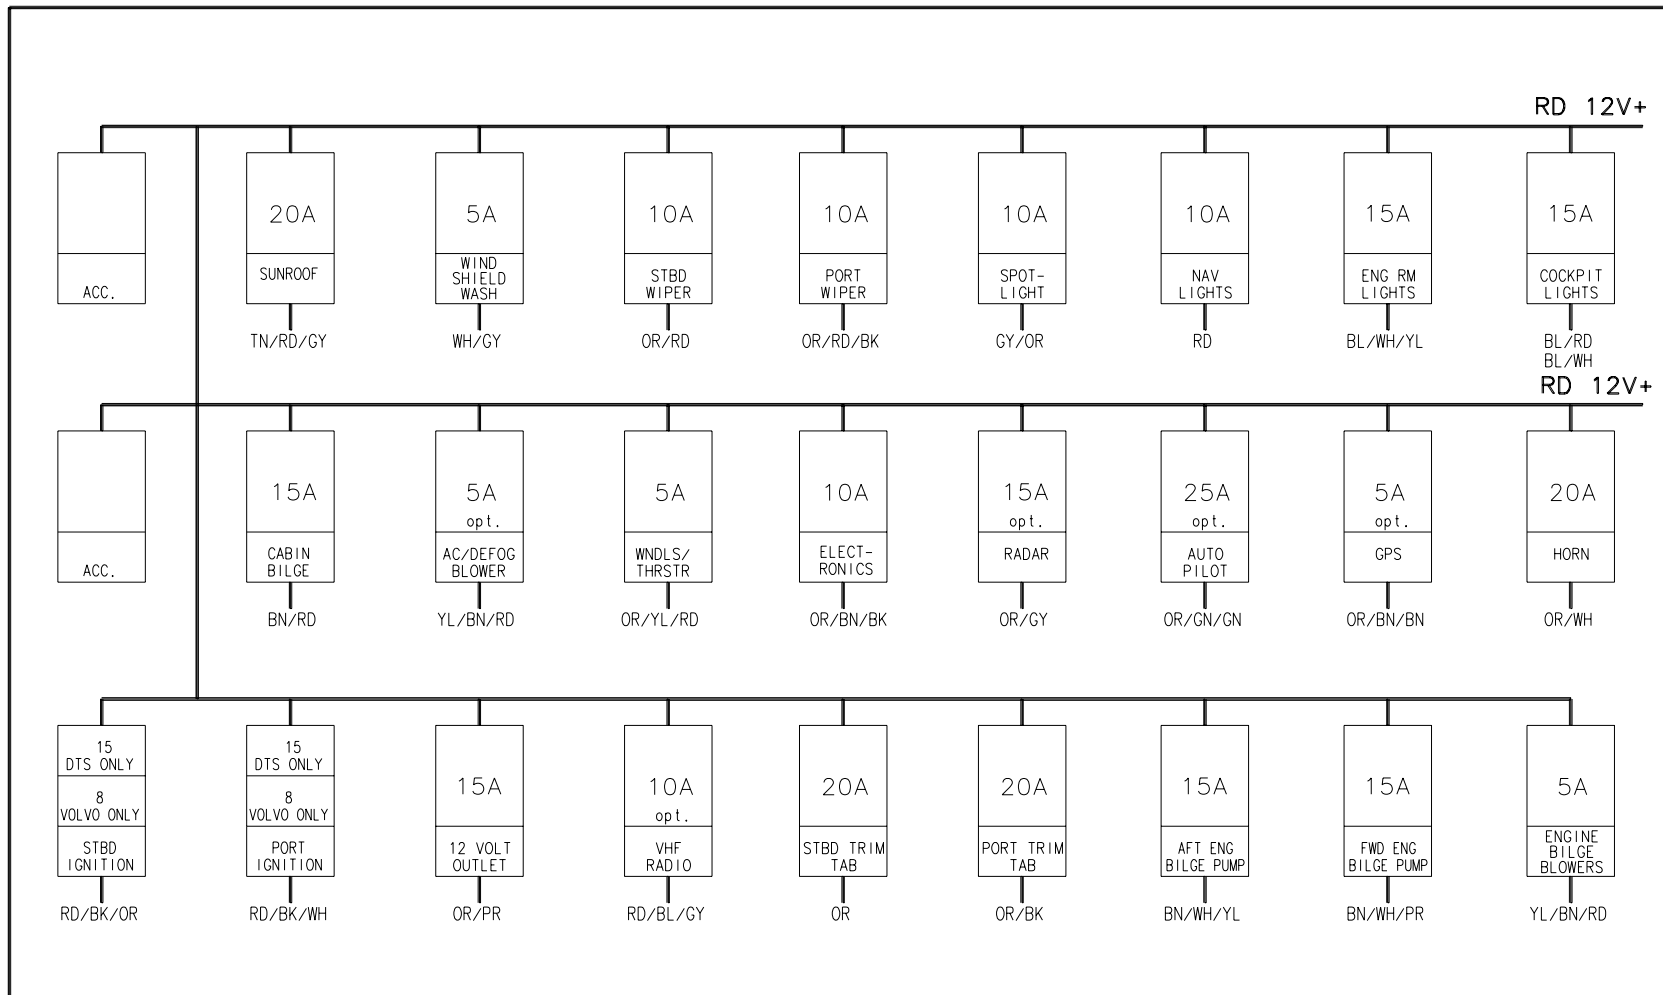 RD 12V+
ACC.
20A
SUNROOF
TN/RD/GY
5A
WIND
SHIELD
WASH
WH/GY
10A
STBD
WIPER
OR/RD
10A
PORT
WIPER
OR/RD/BK
10A
SPOT-
LIGHT
GY/OR
10A
NAV
LIGHTS
RD
15A
ENG RM
LIGHTS
BL/WH/YL
15A
COCKPIT
LIGHTS
BL/RD
BL/WH
RD 12V+
ACC.
15A
CABIN
BILGE
BN/RD
5A
opt.
AC/DEFOG
BLOWER
YL/BN/RD
5A
WNDLS/
THRSTR
OR/YL/RD
10A
ELECT-
RONICS
OR/BN/BK
15A
opt.
RADAR
OR/GY
25A
opt.
AUTO
PILOT
OR/GN/GN
5A
opt.
GPS
OR/BN/BN
20A
HORN
OR/WH
15
DTS ONLY
8
VOLVO ONLY
STBD
IGNITION
RD/BK/OR
15
DTS ONLY
8
VOLVO ONLY
PORT
IGNITION
RD/BK/WH
15A
12 VOLT
OUTLET
OR/PR
10A
opt.
VHF
RADIO
RD/BL/GY
20A
STBD TRIM
TAB
OR
20A
PORT TRIM
TAB
OR/BK
15A
AFT ENG
BILGE PUMP
BN/WH/YL
15A
FWD ENG
BILGE PUMP
BN/WH/PR
5A
ENGINE
BILGE
BLOWERS
YL/BN/RD